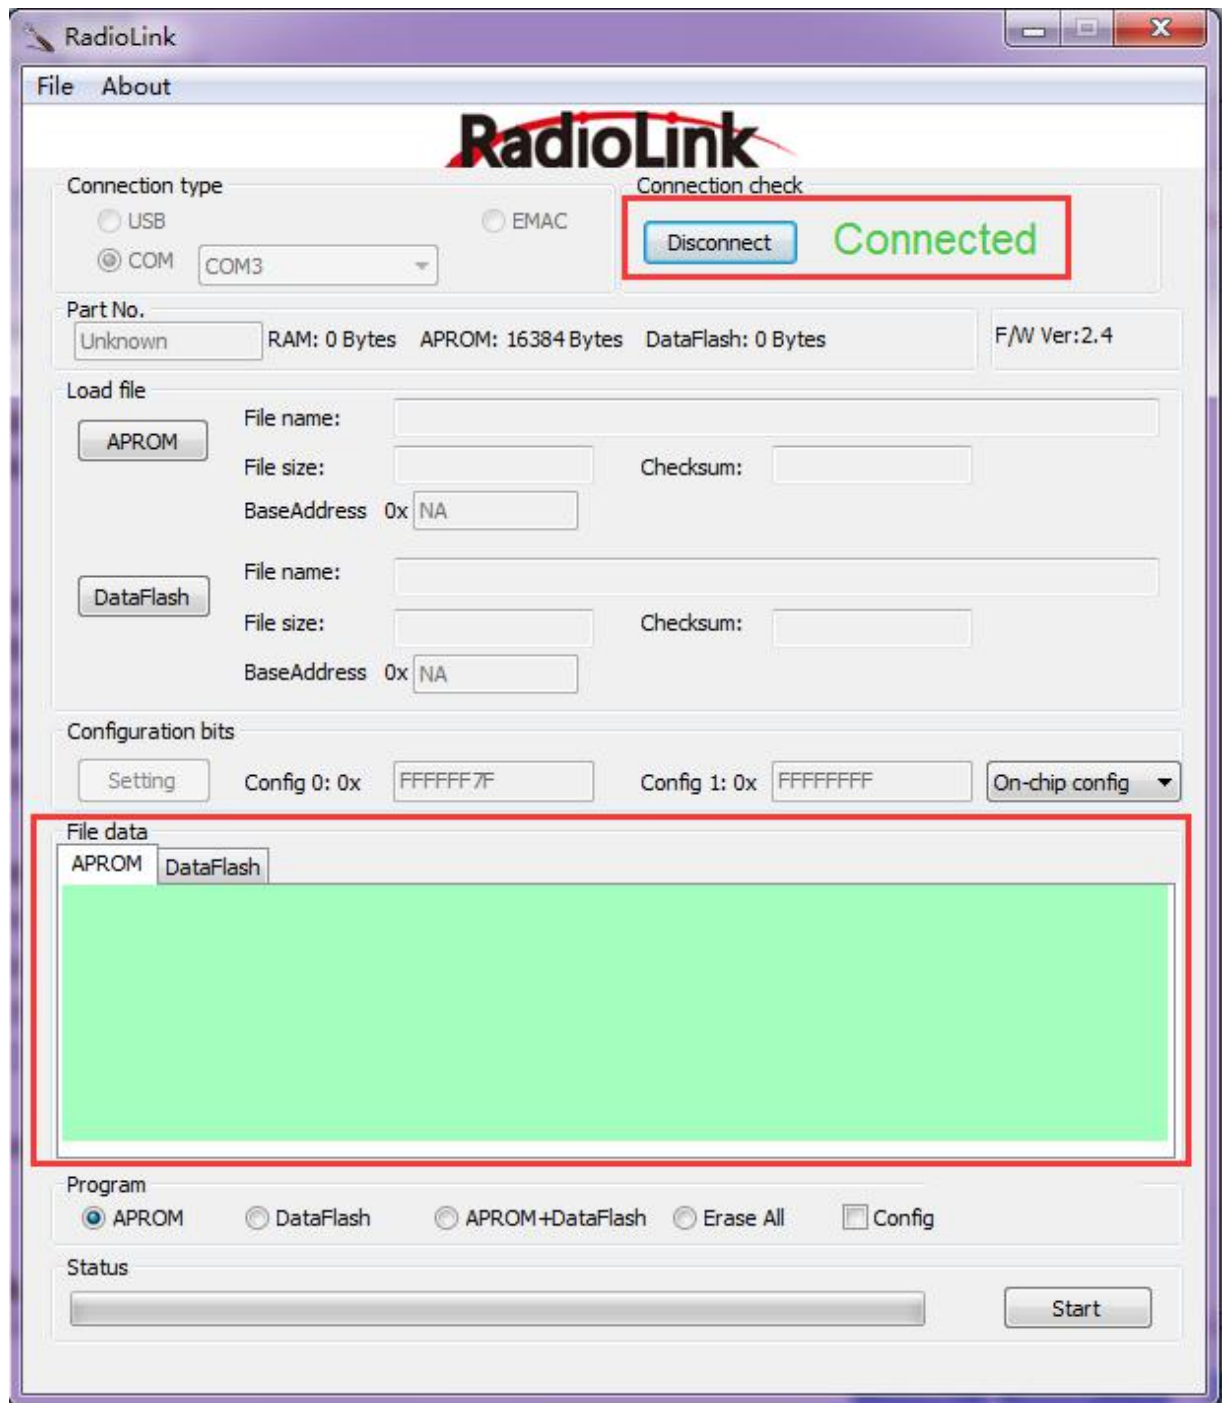 RadioLink
File About
RadioLink
Connection type
Connection check
USB
EMAC
Disconnect
Connected
COM
COM3
Part No.
Unknown
RAM: 0 Bytes APROM: 16384 Bytes DataFlash: 0 Bytes
F/W Ver:2.4
Load file
APROM
File name:
File size:
Checksum:
BaseAddress 0x NA
DataFlash
File name:
File size:
Checksum:
BaseAddress 0x NA
Configuration bits
Setting
Config 0: 0x FFFFFF7F
Config 1: 0x FFFFFFFF
On-chip config
File data
APROM DataFlash
Program
APROM DataFlash APROM+DataFlash Erase All Config
Status
Start